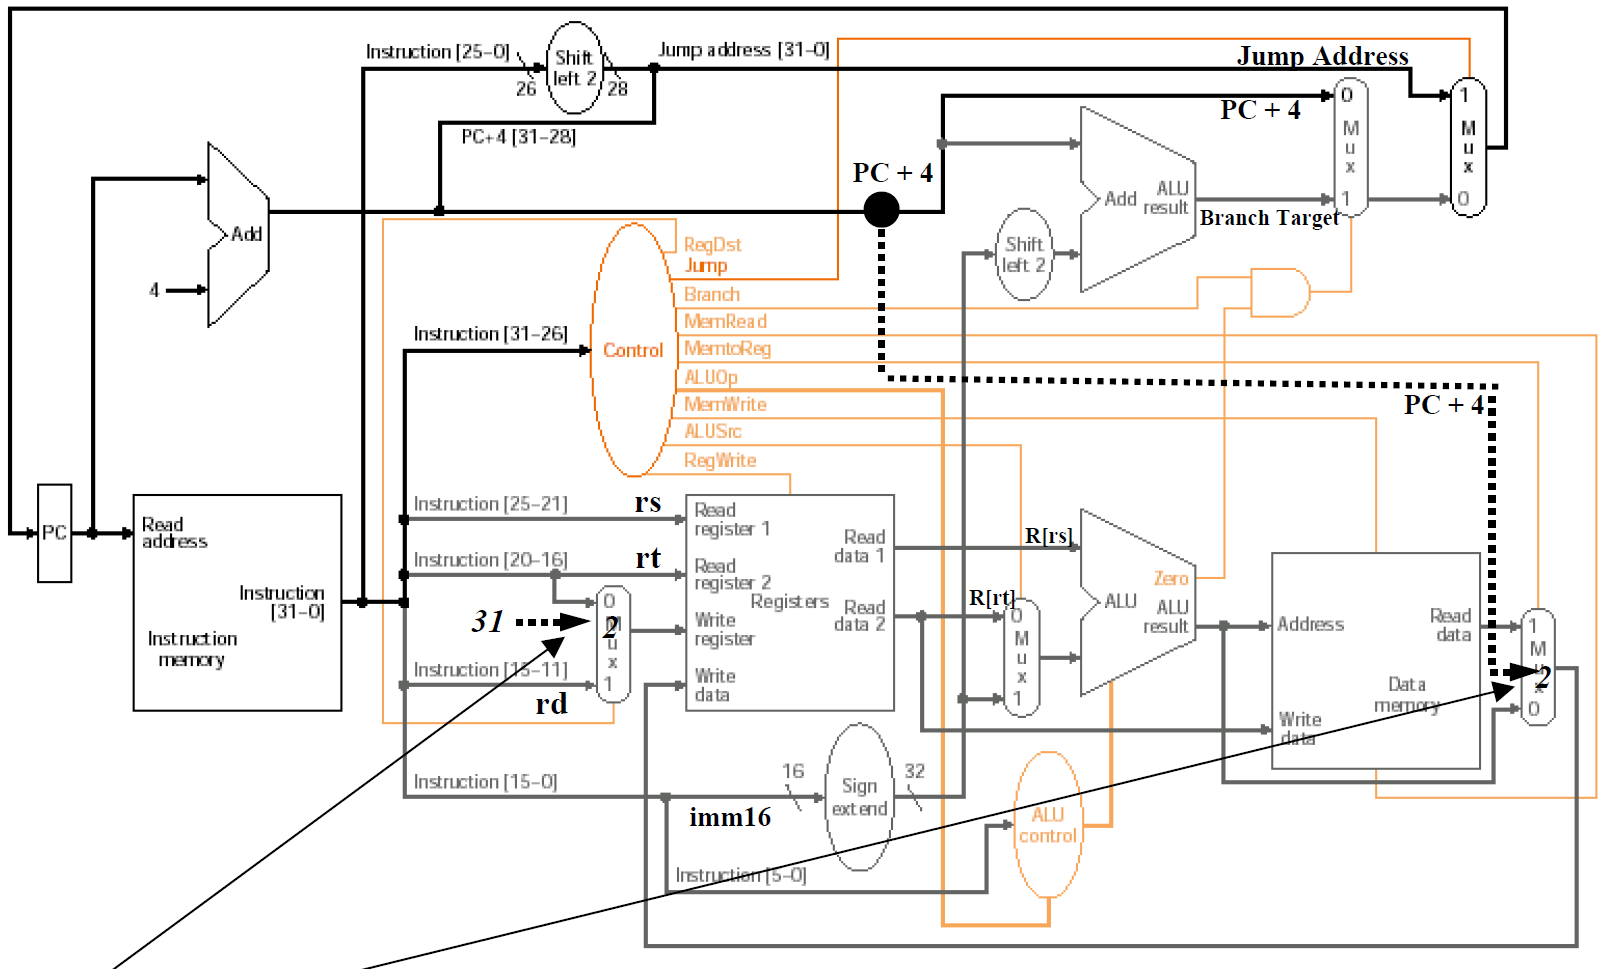 Instruction [25-0]
26
Shift
left 2
28
Jump address [31-0]
Jump Address
PC+4 [31-28]
PC + 4
0
M
u
x
1
1
M
u
x
0
PC + 4
Add
ALU
result
Branch Target
Shift
left 2
Add
4
RegDst
Jump
Branch
MemRead
MemtoReg
ALUOp
MemWrite
ALUSrc
RegWrite
Instruction [31-26]
Control
PC + 4
PC
Read
address
Instruction
[31-0]
Instruction
memory
Instruction [25-21]
rs
Instruction [20-16]
rt
31
0
M
u
x
1
2
Instruction [15-11]
rd
Read
register 1
Read
register 2
Write
register
Write
data
Registers
Read
data 1
Read
data 2
R[rs]
R[rt]
0
M
u
x
1
Zero
ALU
ALU
result
Address
Read
data
Data
memory
Write
data
1
M
u
x
0
2
Instruction [15-0]
imm16
16
Sign
extend
32
ALU
control
Instruction [5-0]